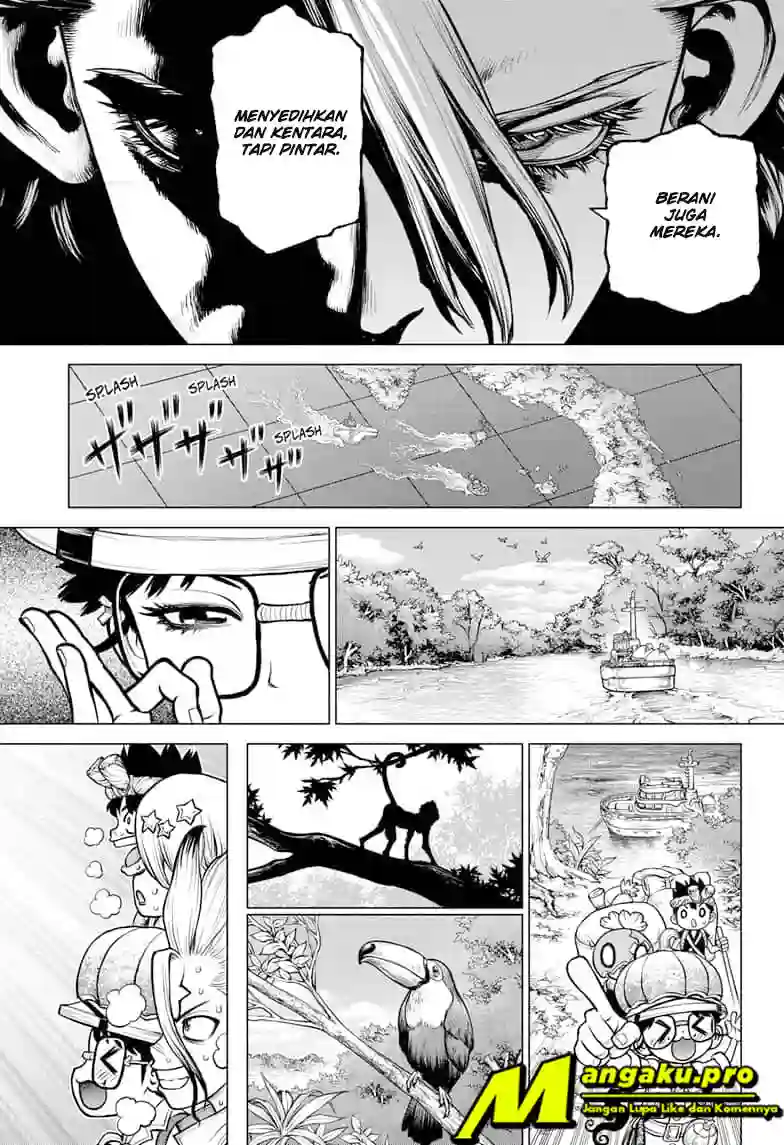 MENYEDIHKAN
DAN KENTARA,
TAPI PINTAR.
BERANI
JUGA
MEREKA.
SPLASH
SPLASH
SPLASH
ザ"ザ"ザ"ザ"ザ"
Mangaku.pro
Jangan Lupa Like dan Komennya